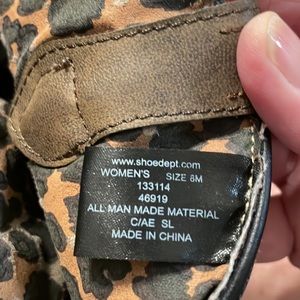 www.shoedept.com
WOMEN'S SIZE 8M
133114
46919
ALL MAN MADE MATERIAL
C/AE SL
MADE IN CHINA